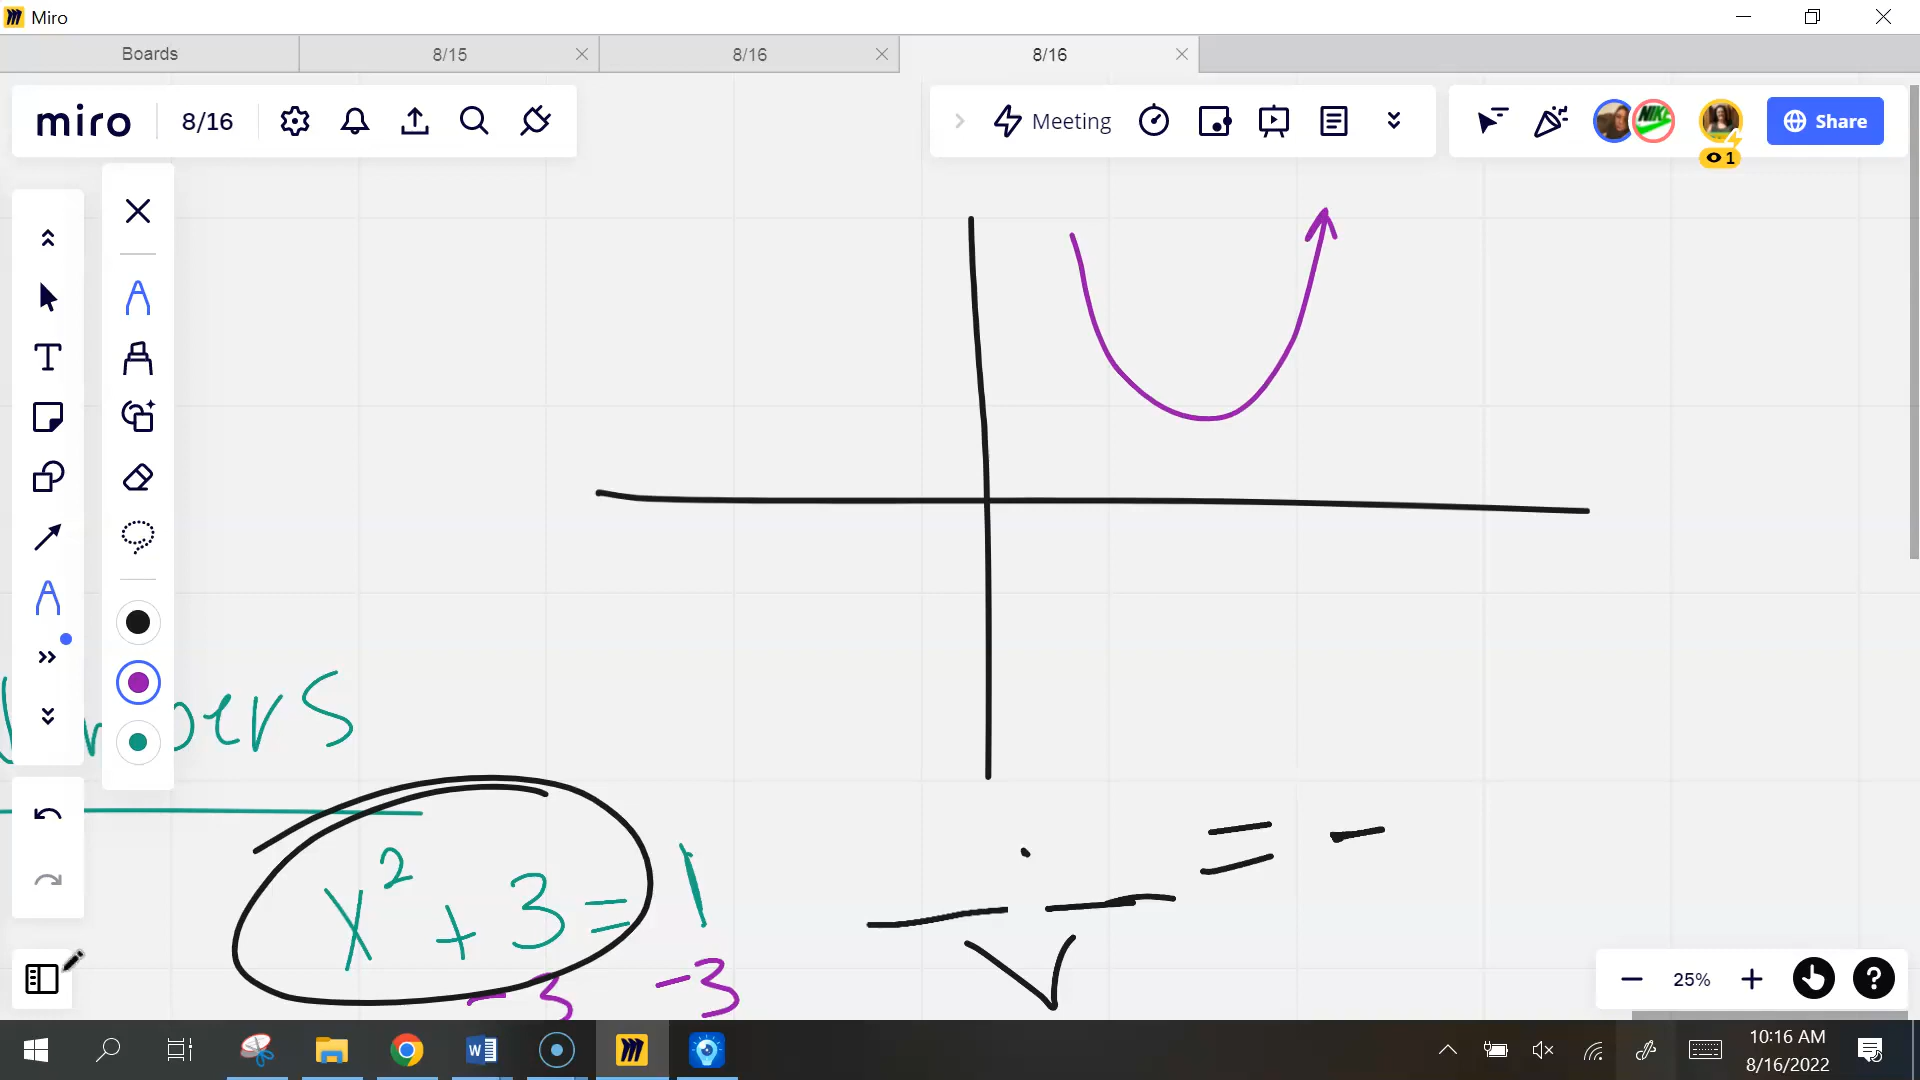 Miro
Boards
8/15
8/16
8/16
miro
8/16
Meeting
NIKE
Share
1
x² + 3 = 1
-3 -3
· = -
25%
10:16 AM
8/16/2022